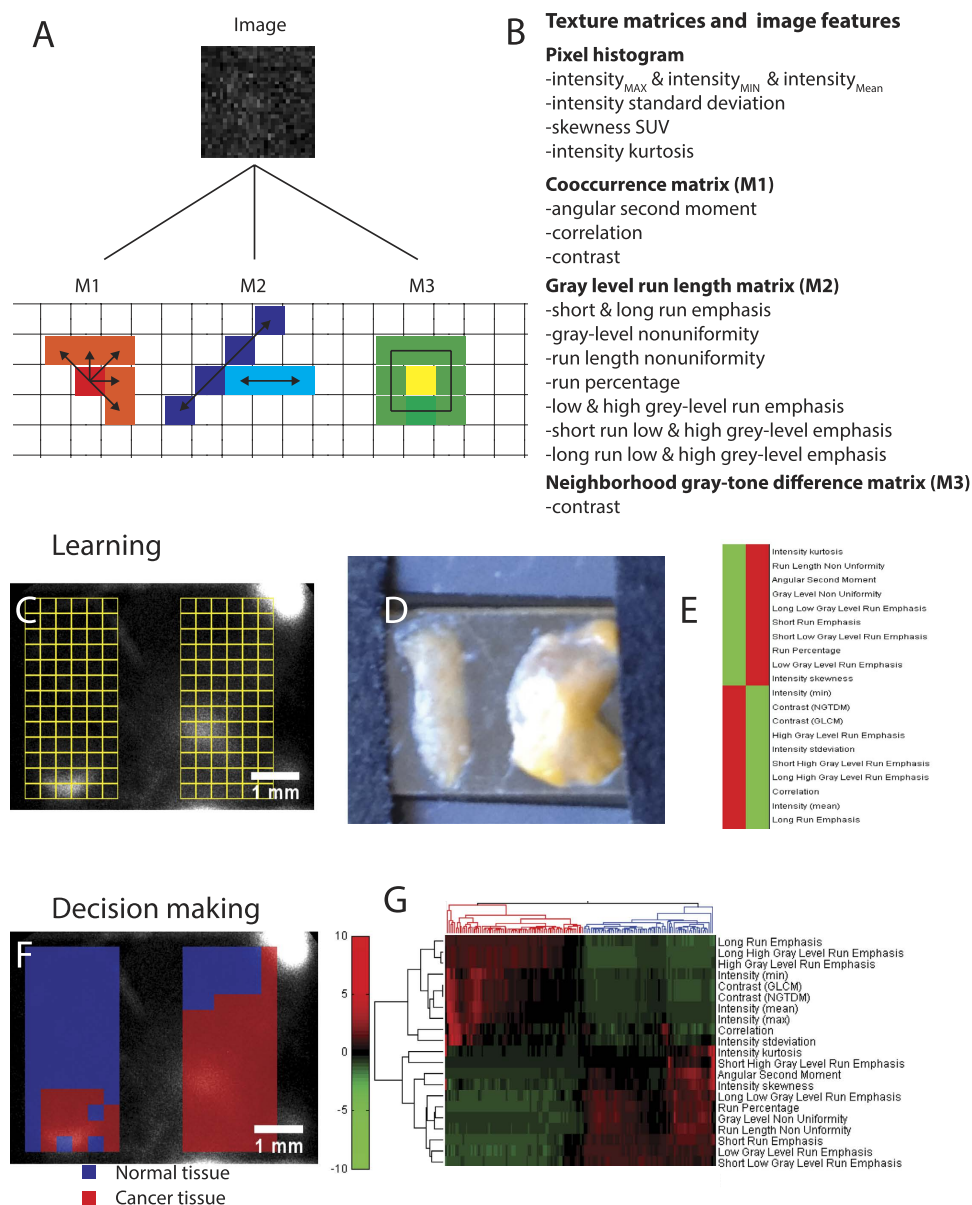 A
Image
M1
M2
M3
B
Texture matrices and image features
Pixel histogram
-intensityMAX & intensityMIN & intensityMean
-intensity standard deviation
-skewness SUV
-intensity kurtosis
Cooccurrence matrix (M1)
-angular second moment
-correlation
-contrast
Gray level run length matrix (M2)
-short & long run emphasis
-gray-level nonuniformity
-run length nonuniformity
-run percentage
-low & high grey-level run emphasis
-short run low & high grey-level emphasis
-long run low & high grey-level emphasis
Neighborhood gray-tone difference matrix (M3)
-contrast
Learning
C
1 mm
D
E
Intensity kurtosis
Run Length Non Uniformity
Angular Second Moment
Gray Level Non Uniformity
Long Low Gray Level Run Emphasis
Short Run Emphasis
Short Low Gray Level Run Emphasis
Run Percentage
Low Gray Level Run Emphasis
Intensity skewness
Intensity (min)
Contrast (NGTDM)
Contrast (GLCM)
High Gray Level Run Emphasis
Intensity stdeviation
Short High Gray Level Run Emphasis
Long High Gray Level Run Emphasis
Correlation
Intensity (mean)
Long Run Emphasis
Decision making
F
1 mm
Normal tissue
Cancer tissue
G
10
5
0
-5
-10
Long Run Emphasis
Long High Gray Level Run Emphasis
High Gray Level Run Emphasis
Intensity (min)
Contrast (GLCM)
Contrast (NGTDM)
Intensity (mean)
Intensity (max)
Correlation
Intensity stdeviation
Intensity kurtosis
Short High Gray Level Run Emphasis
Angular Second Moment
Intensity skewness
Long Low Gray Level Run Emphasis
Run Percentage
Gray Level Non Uniformity
Run Length Non Uniformity
Short Run Emphasis
Low Gray Level Run Emphasis
Short Low Gray Level Run Emphasis